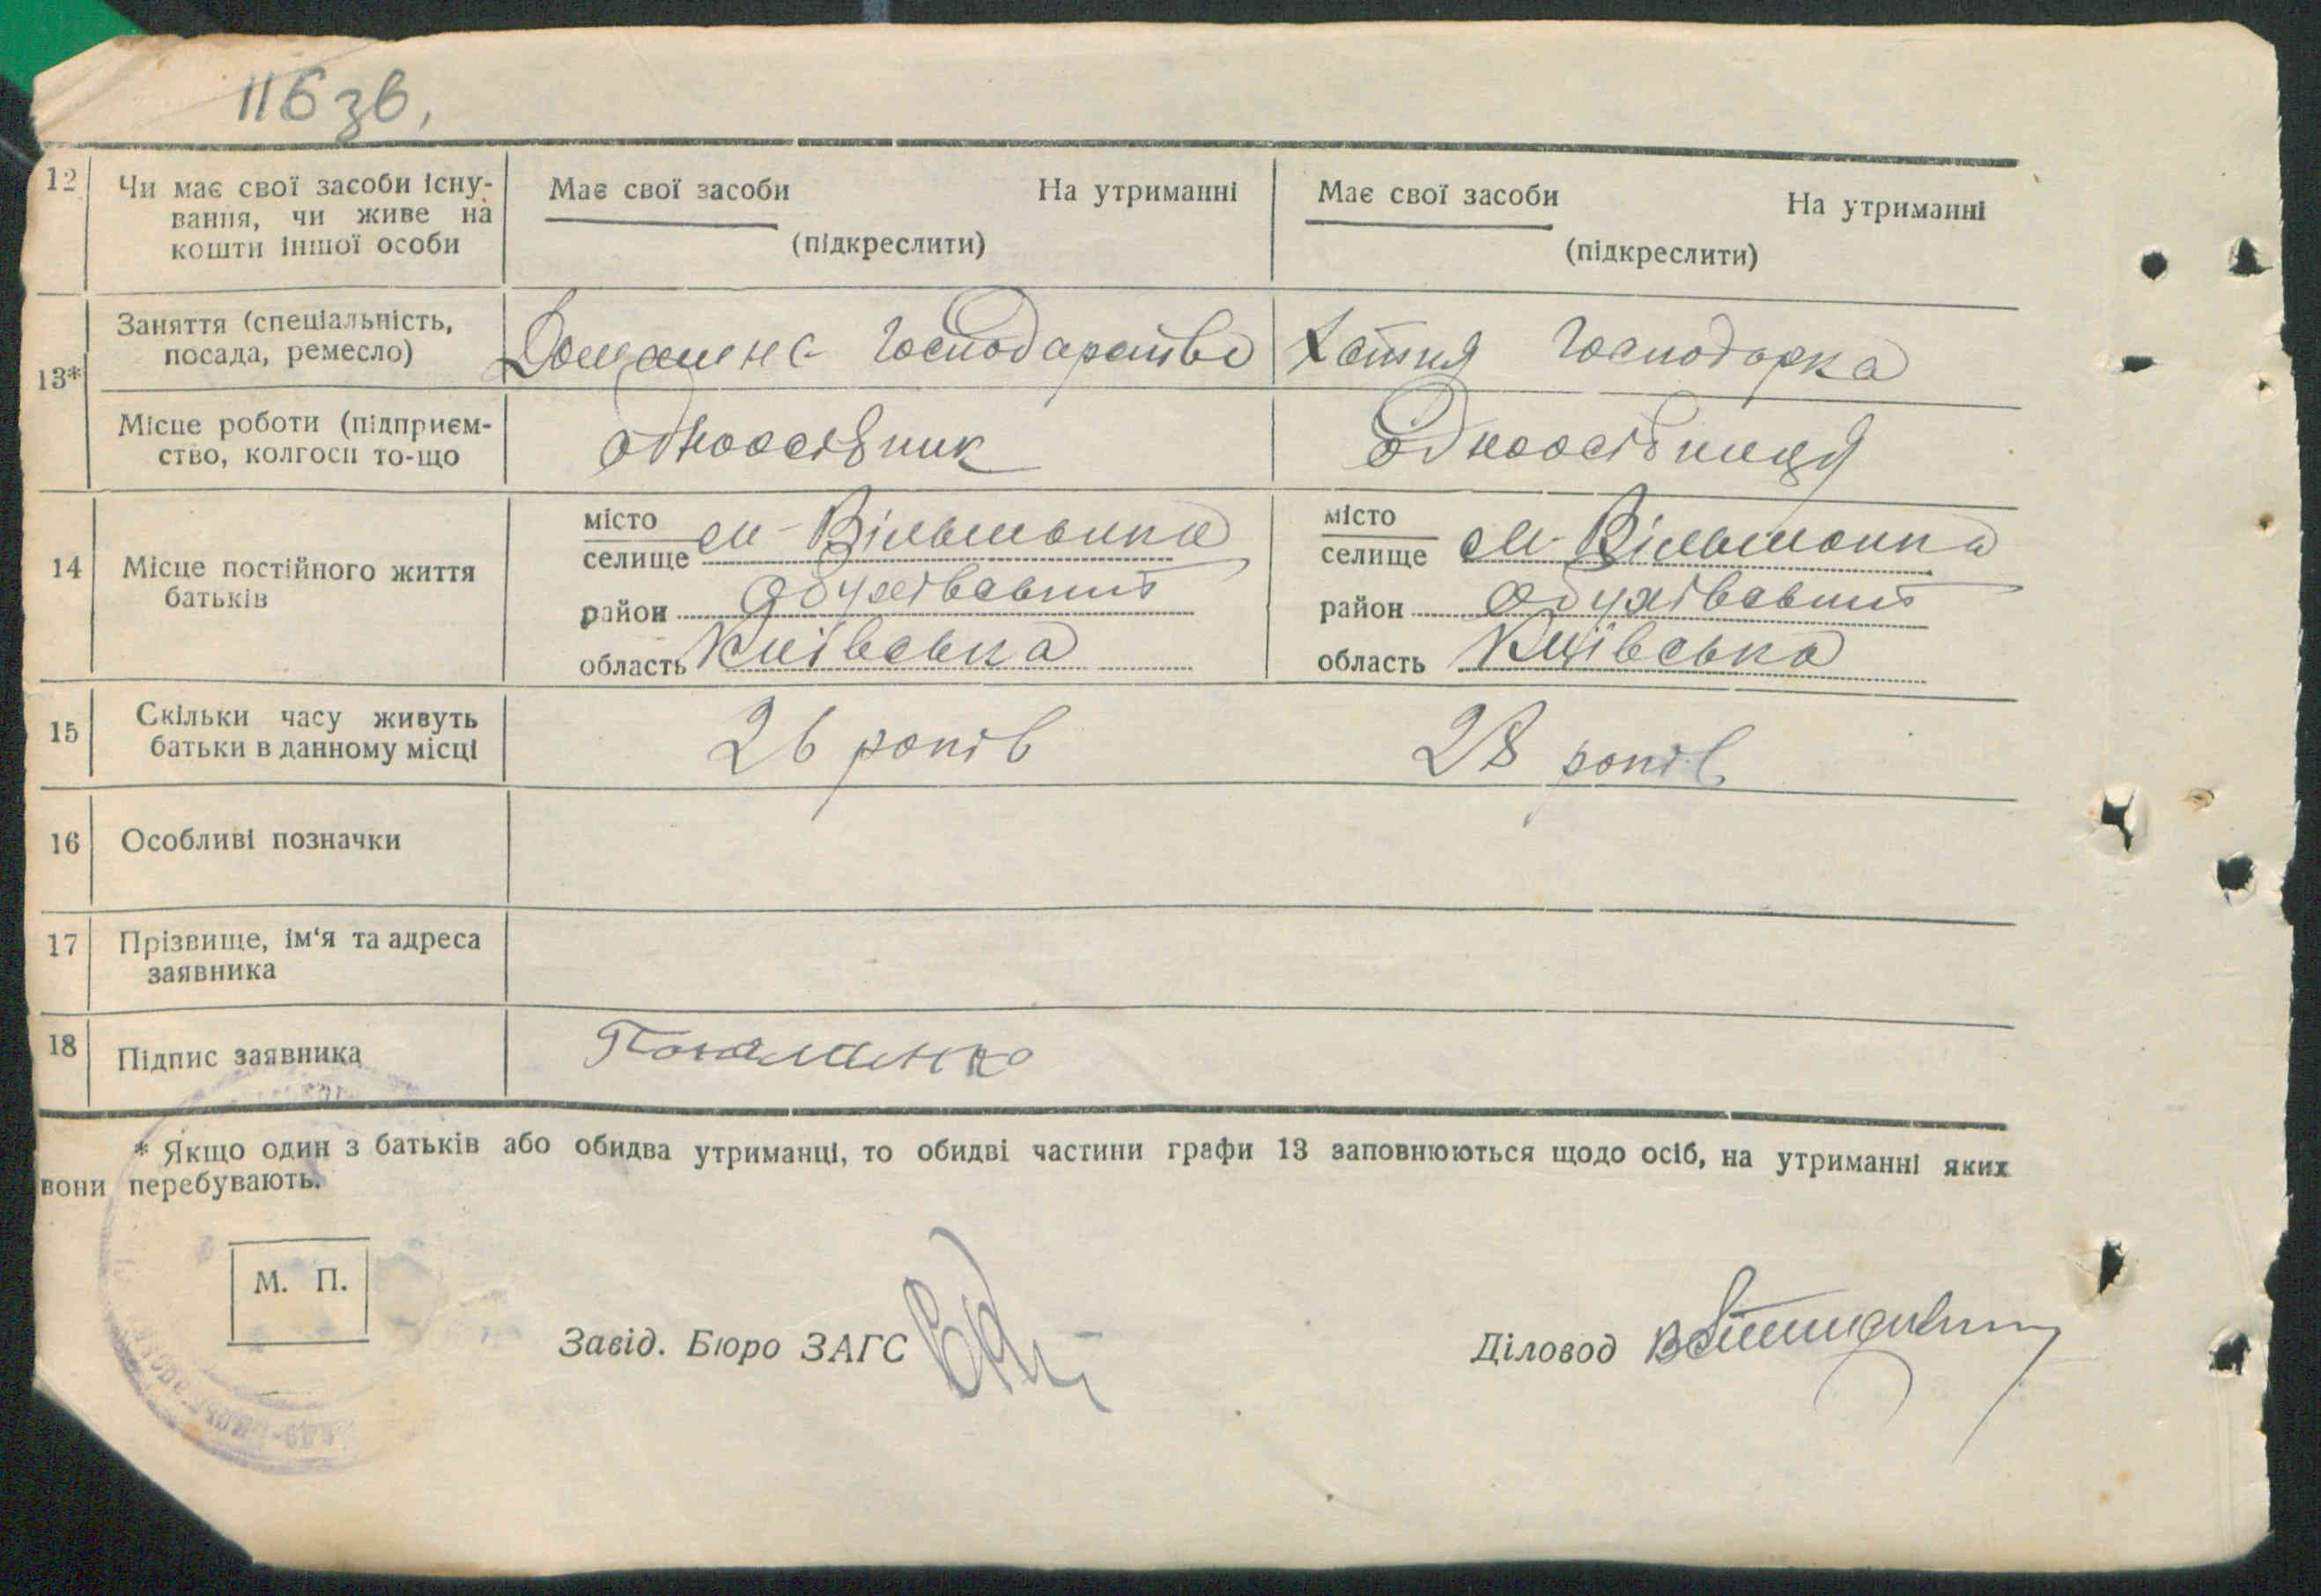 116 зв.
12 Чи має свої засоби існу- Має свої засоби На утриманні Має свої засоби На утриманні
вання, чи живе на
кошти іншої особи (підкреслити) (підкреслити)
13* Заняття (спеціальність, Домашнє господарство Хатня господарка
посада, ремесло)
Місце роботи (підприєм- одноосібник Одноосібниця
ство, колгосп то-що
14 Місце постійного життя місто місто
батьків селище см. Вільшанка селище см. Вільшанка
район Обухівський район Обухівський
область Київська область Київська
15 Скільки часу живуть 26 років 28 років
батьки в данному місці
16 Особливі позначки
17 Прізвище, ім'я та адреса
заявника
18 Підпис заявника
* Якщо один з батьків або обидва утриманці, то обидві частини графи 13 заповнюються щодо осіб, на утриманні яких
вони перебувають.
М. П.
Завід. Бюро ЗАГС Діловод